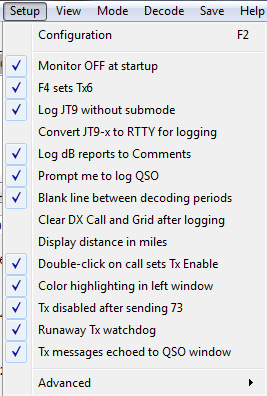 Setup View Mode Decode Save Help
Configuration F2
Monitor OFF at startup
F4 sets Tx6
Log JT9 without submode
Convert JT9-x to RTTY for logging
Log dB reports to Comments
Prompt me to log QSO
Blank line between decoding periods
Clear DX Call and Grid after logging
Display distance in miles
Double-click on call sets Tx Enable
Color highlighting in left window
Tx disabled after sending 73
Runaway Tx watchdog
Tx messages echoed to QSO window
Advanced